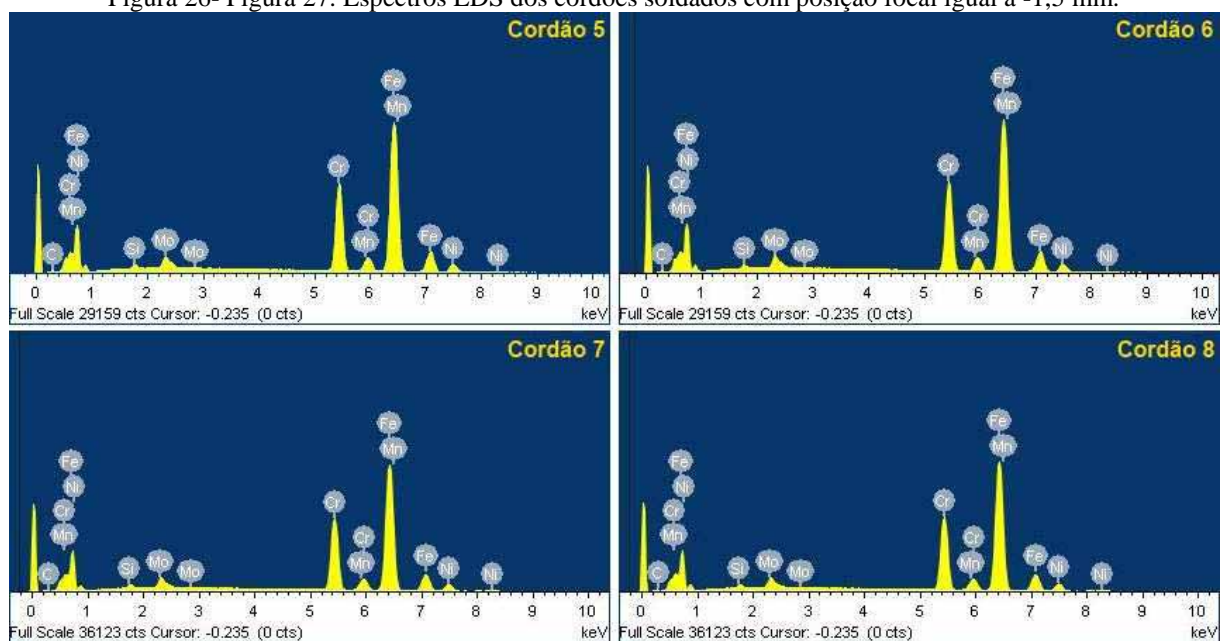 Figura 26- Figura 27. Espectros EDS dos cordões soldados com posição focal igual a -1,5 mm.
Cordão 5
Fe
Mn
Fe
Ni
Cr
Mn
C
Si
Mo
Mo
Cr
Cr
Mn
Fe
Ni
Ni
0 1 2 3 4 5 6 7 8 9 10
Full Scale 29159 cts Cursor: -0.235 (0 cts) keV
Cordão 6
Fe
Mn
Fe
Ni
Cr
Mn
C
Si
Mo
Mo
Cr
Cr
Mn
Fe
Ni
Ni
0 1 2 3 4 5 6 7 8 9 10
Full Scale 29159 cts Cursor: -0.235 (0 cts) keV
Cordão 7
Fe
Mn
Fe
Ni
Cr
Mn
C
Si
Mo
Mo
Cr
Cr
Mn
Fe
Ni
Ni
0 1 2 3 4 5 6 7 8 9 10
Full Scale 36123 cts Cursor: -0.235 (0 cts) keV
Cordão 8
Fe
Mn
Fe
Ni
Cr
Mn
C
Si
Mo
Mo
Cr
Cr
Mn
Fe
Ni
Ni
0 1 2 3 4 5 6 7 8 9 10
Full Scale 36123 cts Cursor: -0.235 (0 cts) keV